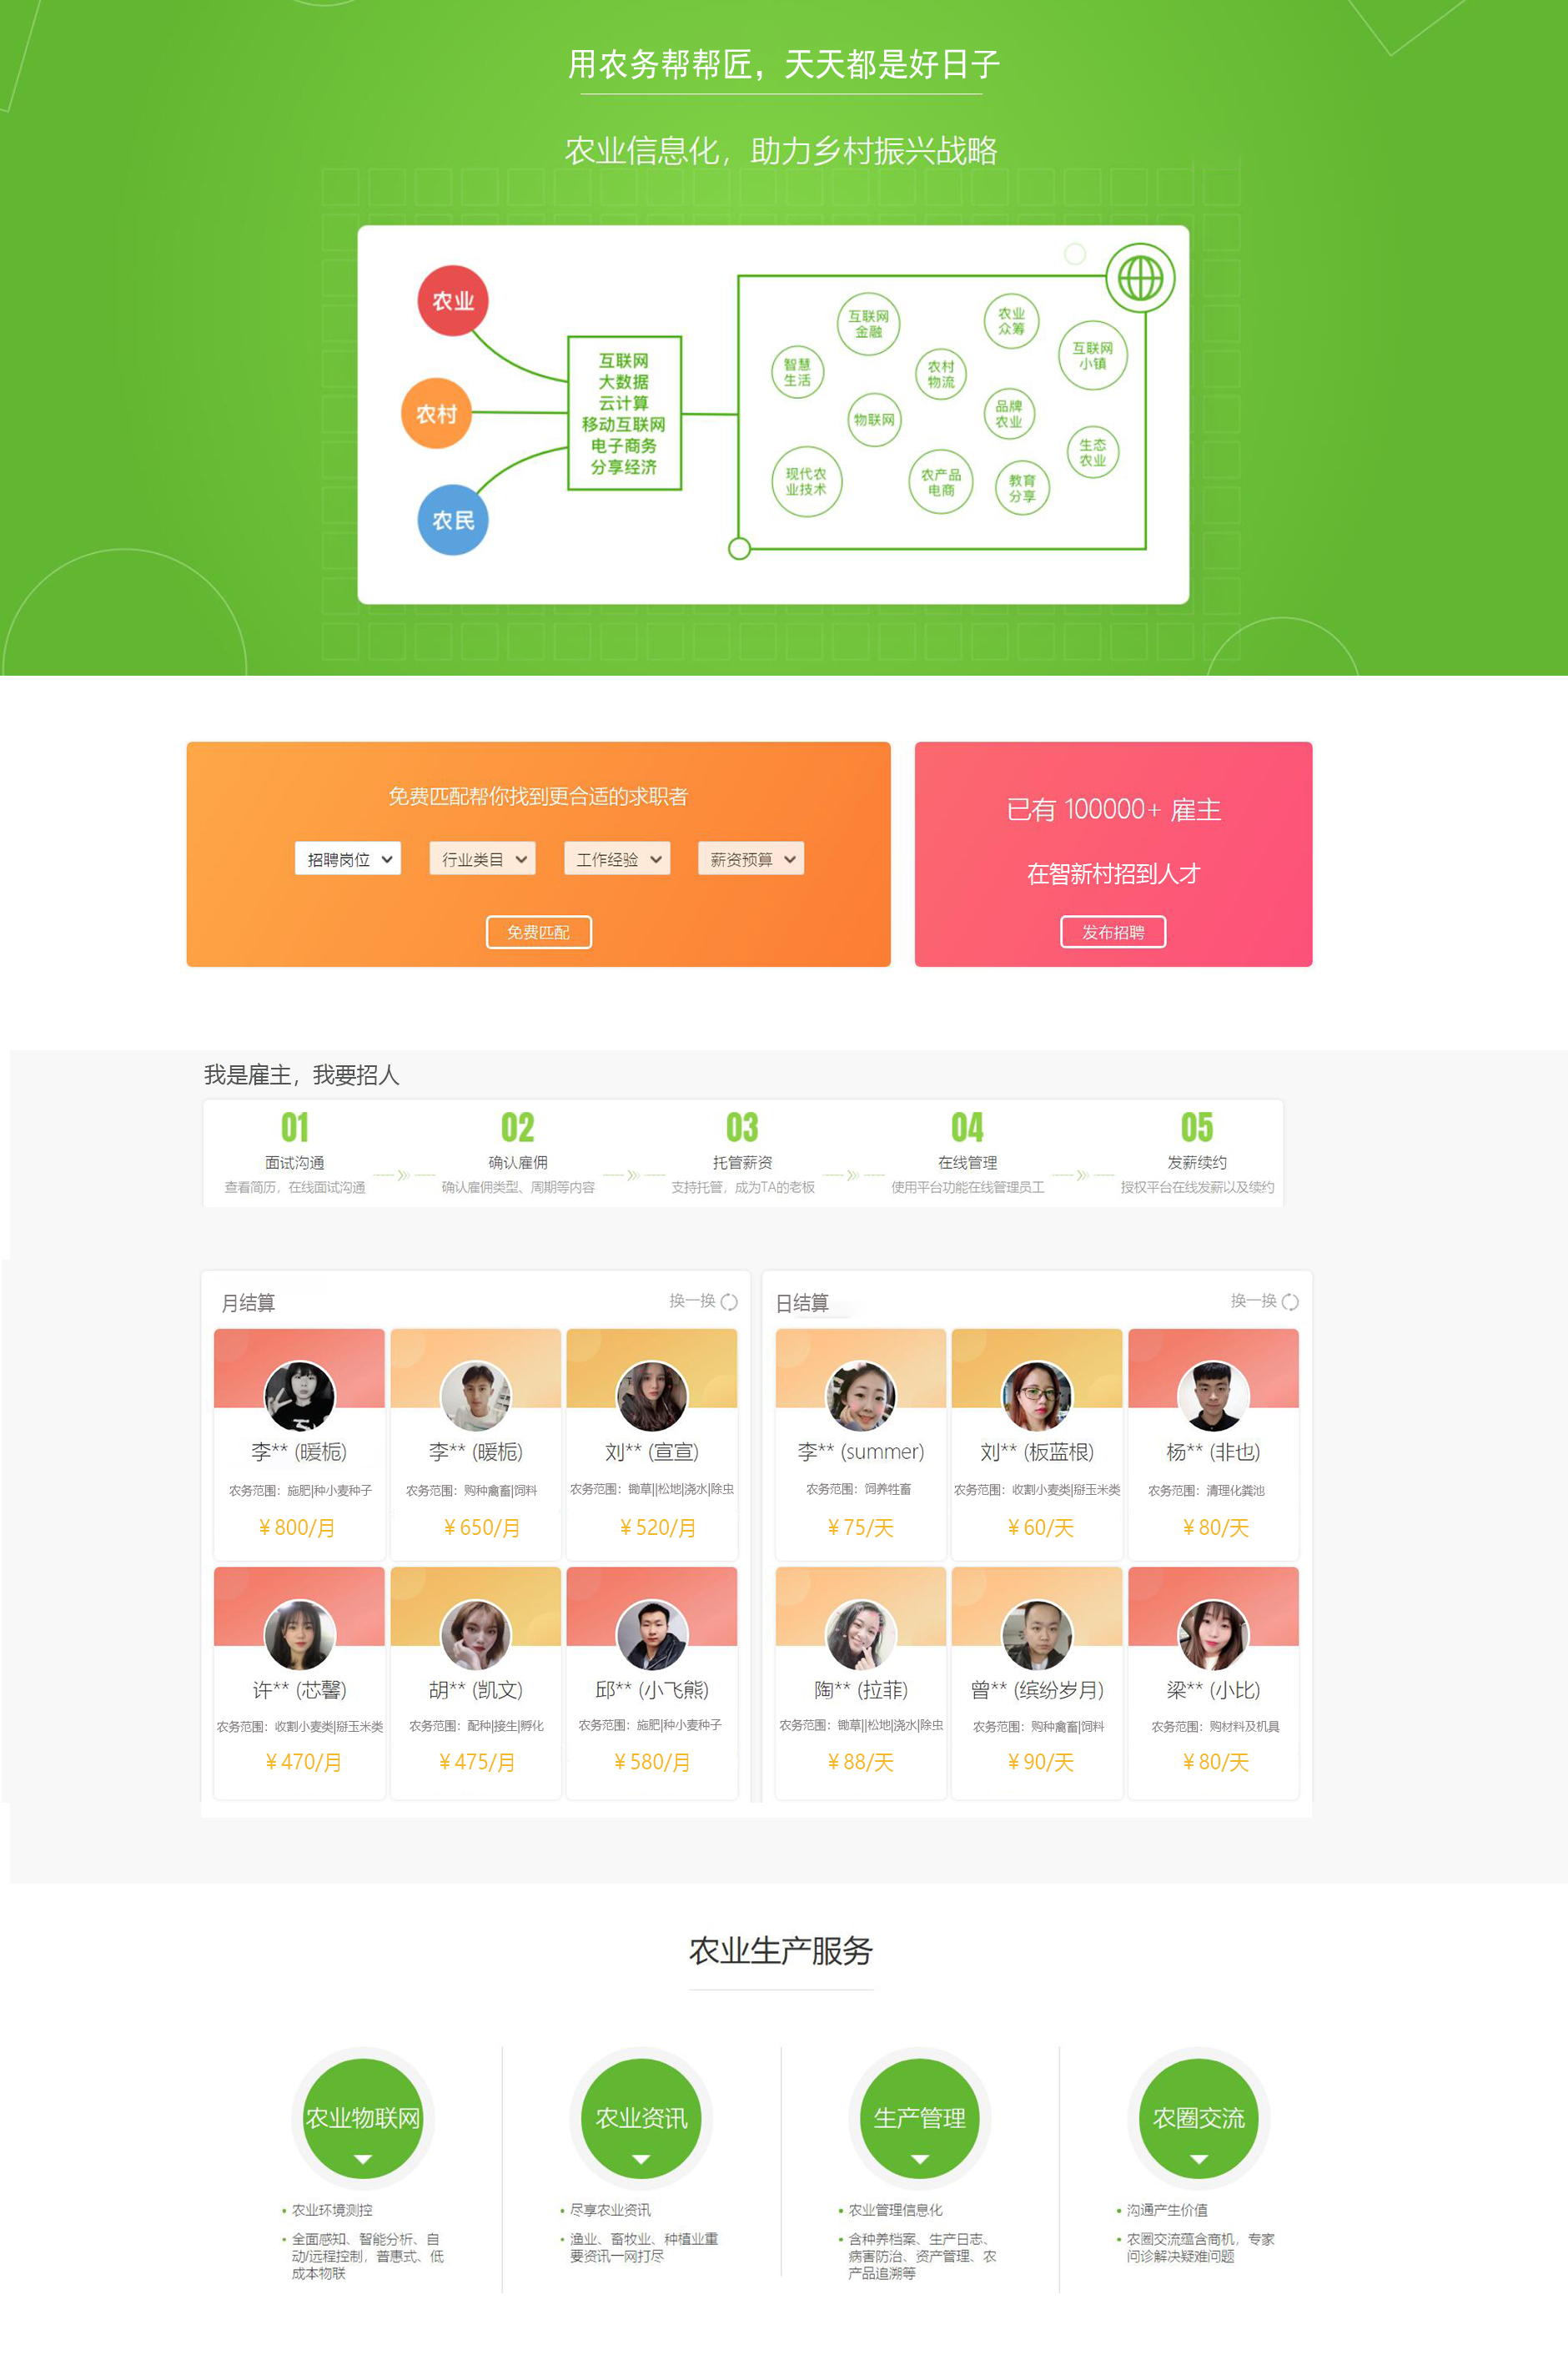 用农务帮帮匠，天天都是好日子
农业信息化，助力乡村振兴战略
农业
农村
农民
互联网
大数据
云计算
移动互联网
电子商务
分享经济
互联网
金融
农业
众筹
互联网
小镇
智慧
生活
农村
物流
物联网
品牌
农业
生态
农业
现代农
业技术
农产品
电商
教育
分享
免费匹配帮你找到更合适的求职者
招聘岗位
行业类目
工作经验
薪资预算
免费匹配
已有 100000+ 雇主
在智新村招到人才
发布招聘
我是雇主，我要招人
01
面试沟通
查看简历，在线面试沟通
02
确认雇佣
确认雇佣类型、周期等内容
03
托管薪资
支持托管，成为TA的老板
04
在线管理
使用平台功能在线管理员工
05
发薪续约
授权平台在线发薪以及续约
月结算
换一换
李** (暖栀)
农务范围：施肥|种小麦种子
¥800/月
李** (暖栀)
农务范围：购种禽畜|饲料
¥650/月
刘** (宣宣)
农务范围：锄草||松地|浇水|除虫
¥520/月
许** (芯馨)
农务范围：收割小麦类|掰玉米类
¥470/月
胡** (凯文)
农务范围：配种|接生|孵化
¥475/月
邱** (小飞熊)
农务范围：施肥|种小麦种子
¥580/月
日结算
换一换
李** (summer)
农务范围：饲养牲畜
¥75/天
刘** (板蓝根)
农务范围：收割小麦类|掰玉米类
¥60/天
杨** (非也)
农务范围：清理化粪池
¥80/天
陶** (拉菲)
农务范围：锄草||松地|浇水|除虫
¥88/天
曾** (缤纷岁月)
农务范围：购种禽畜|饲料
¥90/天
梁** (小比)
农务范围：购材料及机具
¥80/天
农业生产服务
农业物联网
• 农业环境测控
• 全面感知、智能分析、自
动/远程控制，普惠式、低
成本物联
农业资讯
• 尽享农业资讯
• 渔业、畜牧业、种植业重
要资讯一网打尽
生产管理
• 农业管理信息化
• 含种养档案、生产日志、
病害防治、资产管理、农
产品追溯等
农圈交流
• 沟通产生价值
• 农圈交流蕴含商机，专家
问诊解决疑难问题